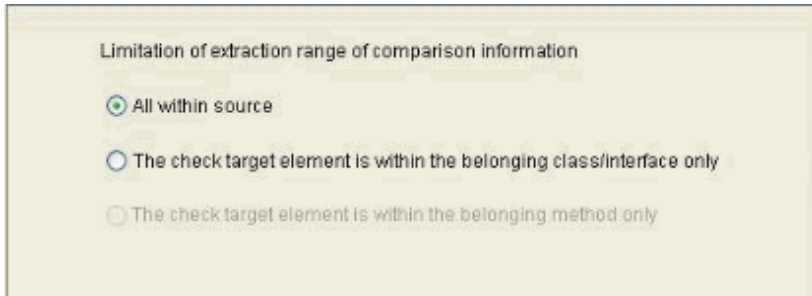 Limitation of extraction range of comparison information
All within source
The check target element is within the belonging class/interface only
The check target element is within the belonging method only